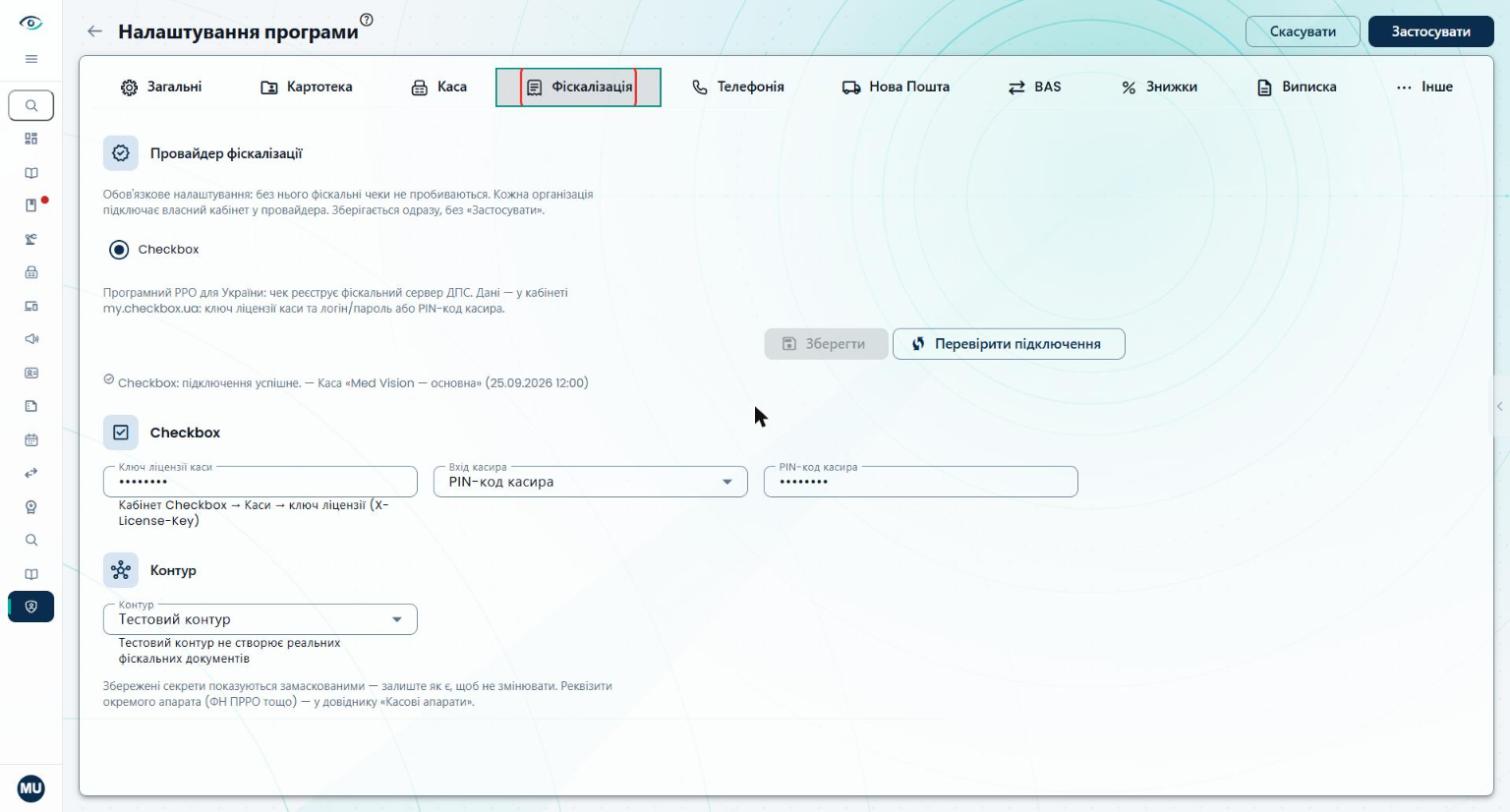 Налаштування програми
Скасувати
Застосувати
Загальні
Картотека
Каса
Фіскалізація
Телефонія
Нова Пошта
BAS
Знижки
Виписка
Інше
Провайдер фіскалізації
Обов'язкове налаштування: без нього фіскальні чеки не пробиваються. Кожна організація
підключає власний кабінет у провайдера. Зберігається одразу, без «Застосувати».
Checkbox
Програмний РРО для України: чек реєструє фіскальний сервер ДПС. Дані — у кабінеті
my.checkbox.ua: ключ ліцензії каси та логін/пароль або PIN-код касира.
Зберегти
Перевірити підключення
Checkbox: підключення успішне. — Каса «Med Vision — основна» (25.09.2026 12:00)
Checkbox
Ключ ліцензії каси
Вхід касира
PIN-код касира
••••••••
PIN-код касира
••••••••
Кабінет Checkbox → Каси → ключ ліцензії (X-
License-Key)
Контур
Контур
Тестовий контур
Тестовий контур не створює реальних
фіскальних документів
Збережені секрети показуються замаскованими — залиште як є, щоб не змінювати. Реквізити
окремого апарата (ФН ПРРО тощо) — у довіднику «Касові апарати».
MU